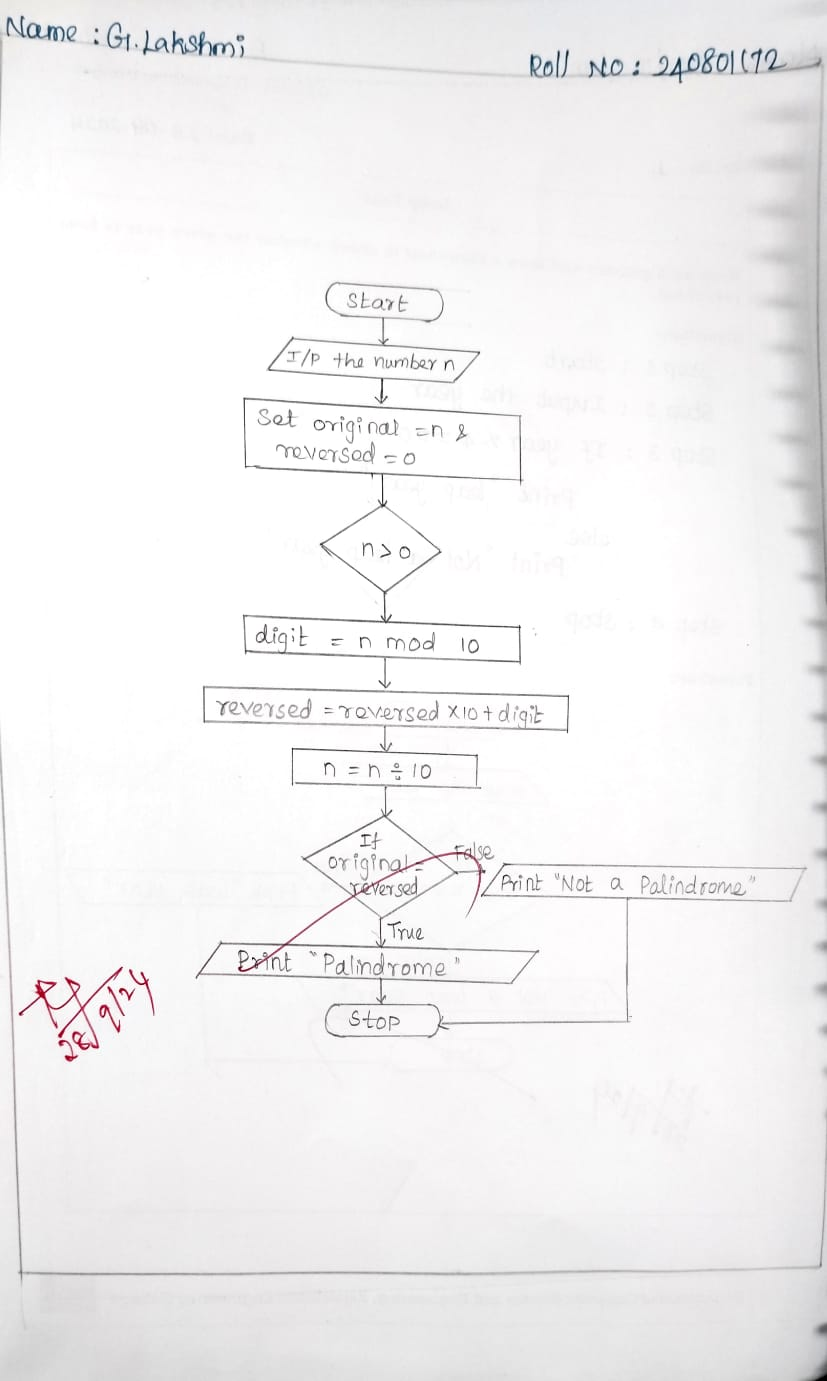 Name : G. Lakshmi
Roll No : 240801172
Start
I/P the number n
Set original =n &
reversed =0
n>0
digit = n mod 10
reversed =reversed ×10+digit
n =n ÷ 10
If
original=
reversed
False
Print "Not a Palindrome"
True
Print "Palindrome"
Stop
28/9/24